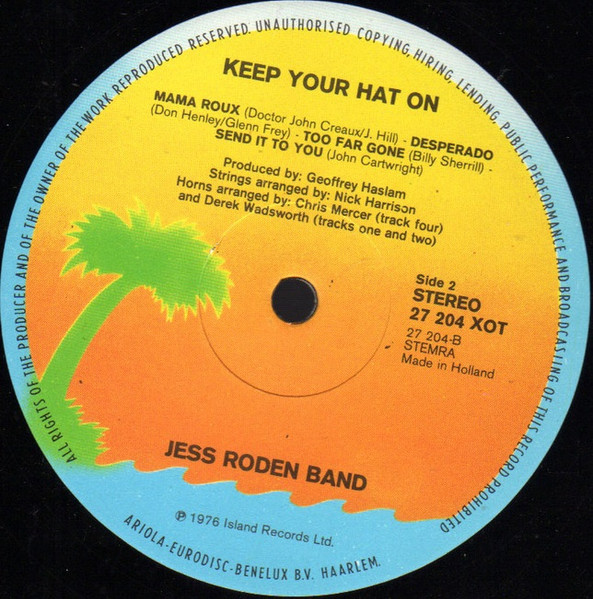 ALL RIGHTS OF THE PRODUCER AND OF THE OWNER OF THE WORK REPRODUCED RESERVED. UNAUTHORISED COPYING, HIRING, LENDING, PUBLIC PERFORMANCE AND BROADCASTING OF THIS RECORD PROHIBITED
KEEP YOUR HAT ON
MAMA ROUX (Doctor John Creaux/J. Hill) - DESPERADO
(Don Henley/Glenn Frey) - TOO FAR GONE (Billy Sherrill) -
SEND IT TO YOU (John Cartwright)
Produced by: Geoffrey Haslam
Strings arranged by: Nick Harrison
Horns arranged by: Chris Mercer (track four)
and Derek Wadsworth (tracks one and two)
Side 2
STEREO
27 204 XOT
27 204-B
STEMRA
Made in Holland
JESS RODEN BAND
℗ 1976 Island Records Ltd.
ARIOLA-EURODISC-BENELUX B.V. HAARLEM.